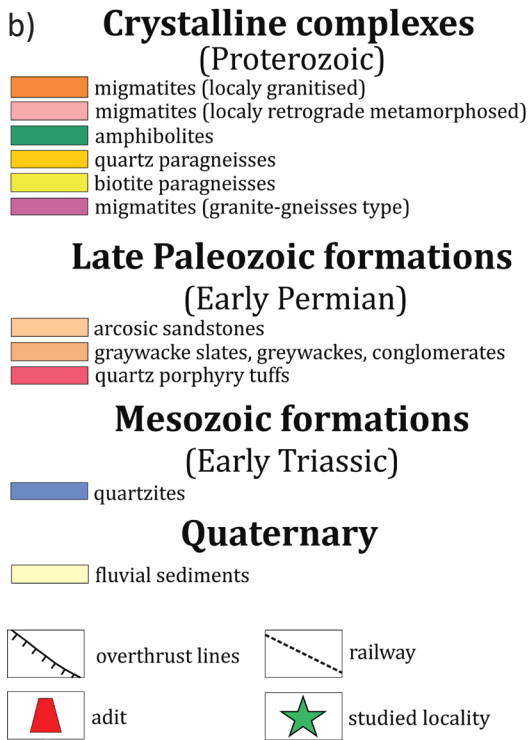 b)
Crystalline complexes
(Proterozoic)
migmatites (localy granitised)
migmatites (localy retrograde metamorphosed)
amphibolites
quartz paragneisses
biotite paragneisses
migmatites (granite-gneisses type)
Late Paleozoic formations
(Early Permian)
arcosic sandstones
graywacke slates, greywackes, conglomerates
quartz porphyry tuffs
Mesozoic formations
(Early Triassic)
quartzites
Quaternary
fluvial sediments
overthrust lines
railway
adit
studied locality